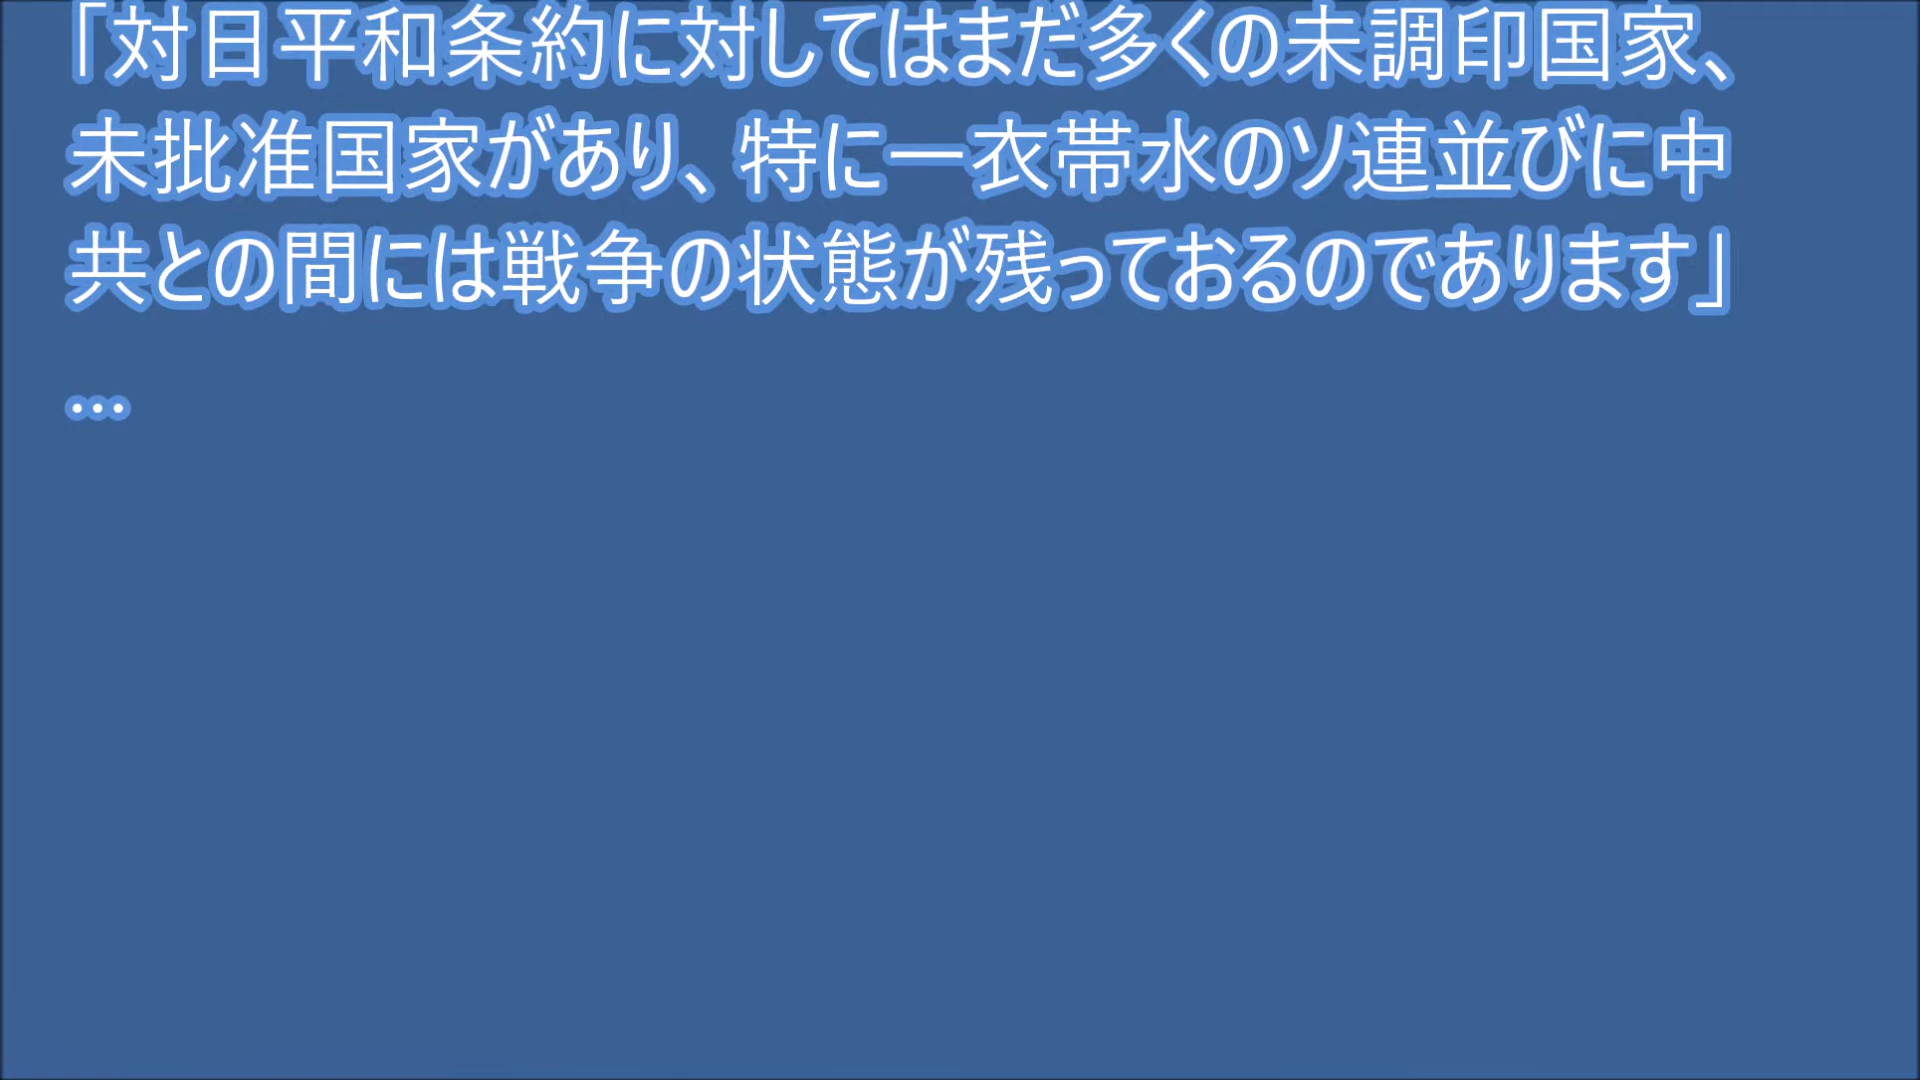 「対日平和条約に対してはまだ多くの未調印国家、
未批准国家があり、特に一衣帯水のソ連並びに中
共との間には戦争の状態が残っておるのであります」
…